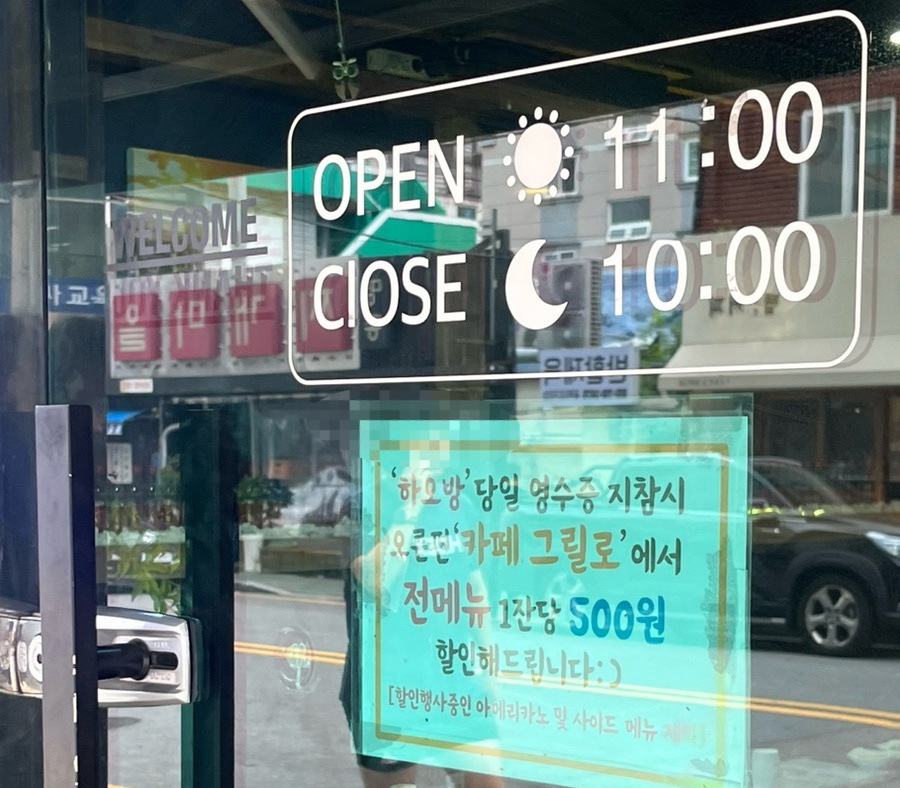 OPEN 11:00
CLOSE 10:00
WELCOME
'하오방' 당일 영수증 지참시
오른편 '카페 그릴로'에서
전메뉴 1잔당 500원
할인해드립니다:)
[할인행사중인 아메리카노 및 사이드 메뉴